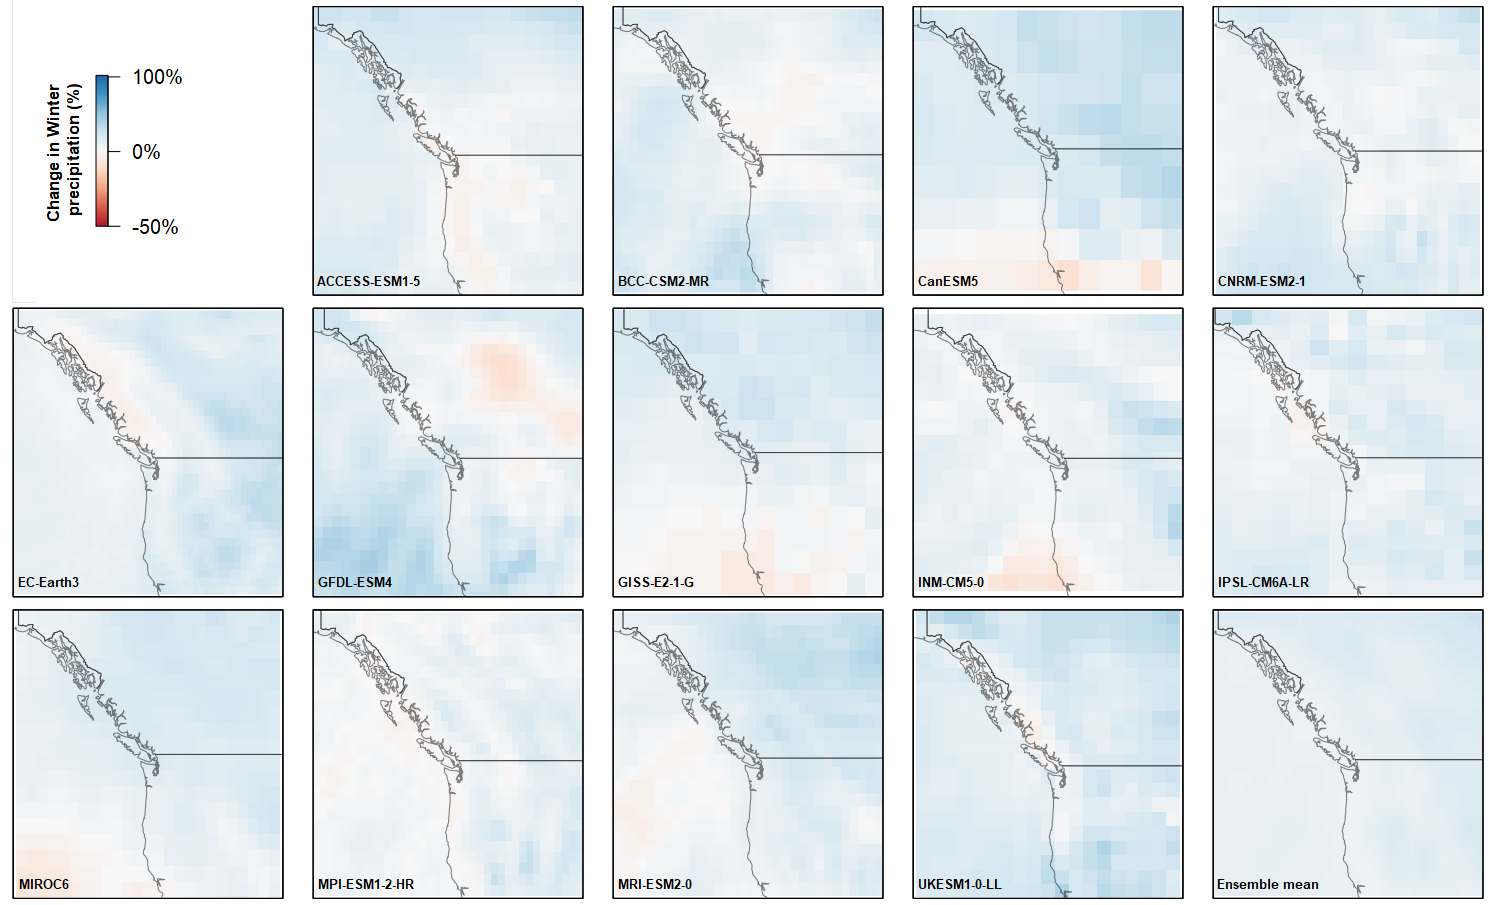 Change in Winter
precipitation (%)
100%
0%
-50%
ACCESS-ESM1-5
BCC-CSM2-MR
CanESM5
CNRM-ESM2-1
EC-Earth3
GFDL-ESM4
GISS-E2-1-G
INM-CM5-0
IPSL-CM6A-LR
MIROC6
MPI-ESM1-2-HR
MRI-ESM2-0
UKESM1-0-LL
Ensemble mean